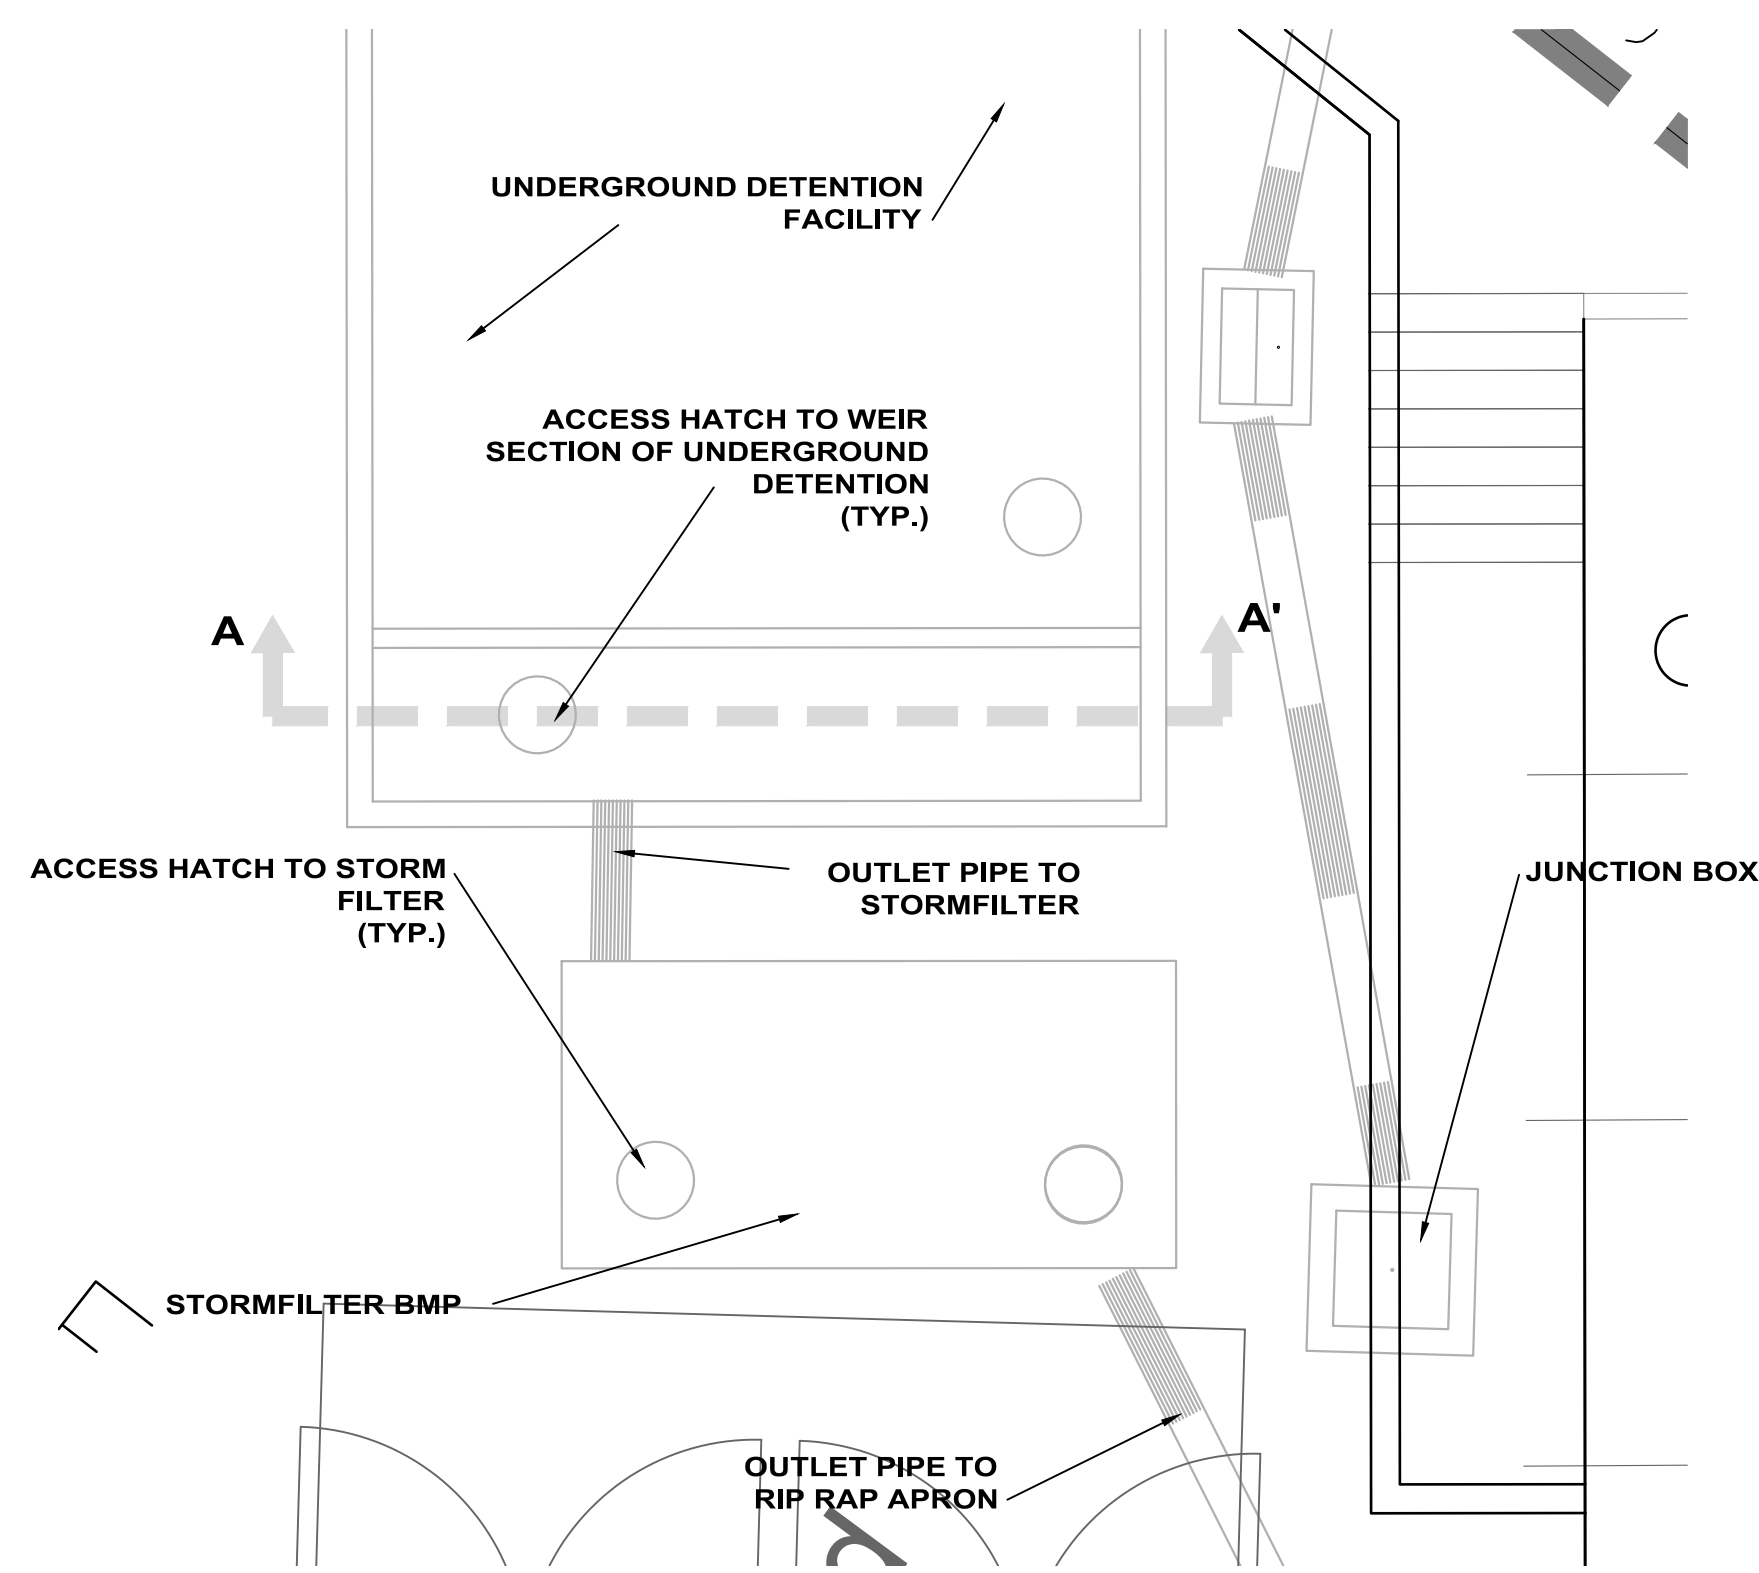 UNDERGROUND DETENTION
FACILITY
ACCESS HATCH TO WEIR
SECTION OF UNDERGROUND
DETENTION
(TYP.)
A
A'
ACCESS HATCH TO STORM
FILTER
(TYP.)
OUTLET PIPE TO
STORMFILTER
JUNCTION BOX
STORMFILTER BMP
OUTLET PIPE TO
RIP RAP APRON